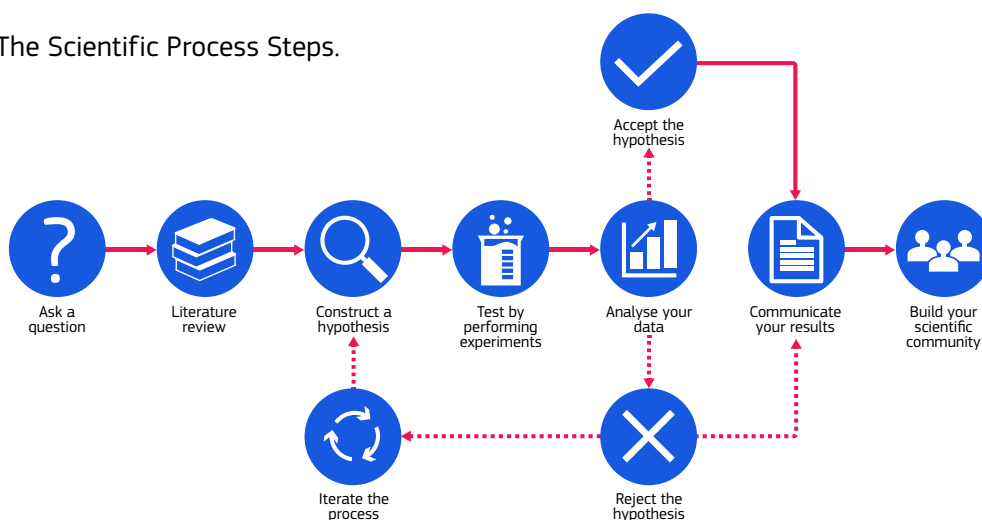 The Scientific Process Steps.
Accept the
hypothesis
Ask a
question
Literature
review
Construct a
hypothesis
Test by
performing
experiments
Analyse your
data
Communicate
your results
Build your
scientific
community
Iterate the
process
Reject the
hypothesis